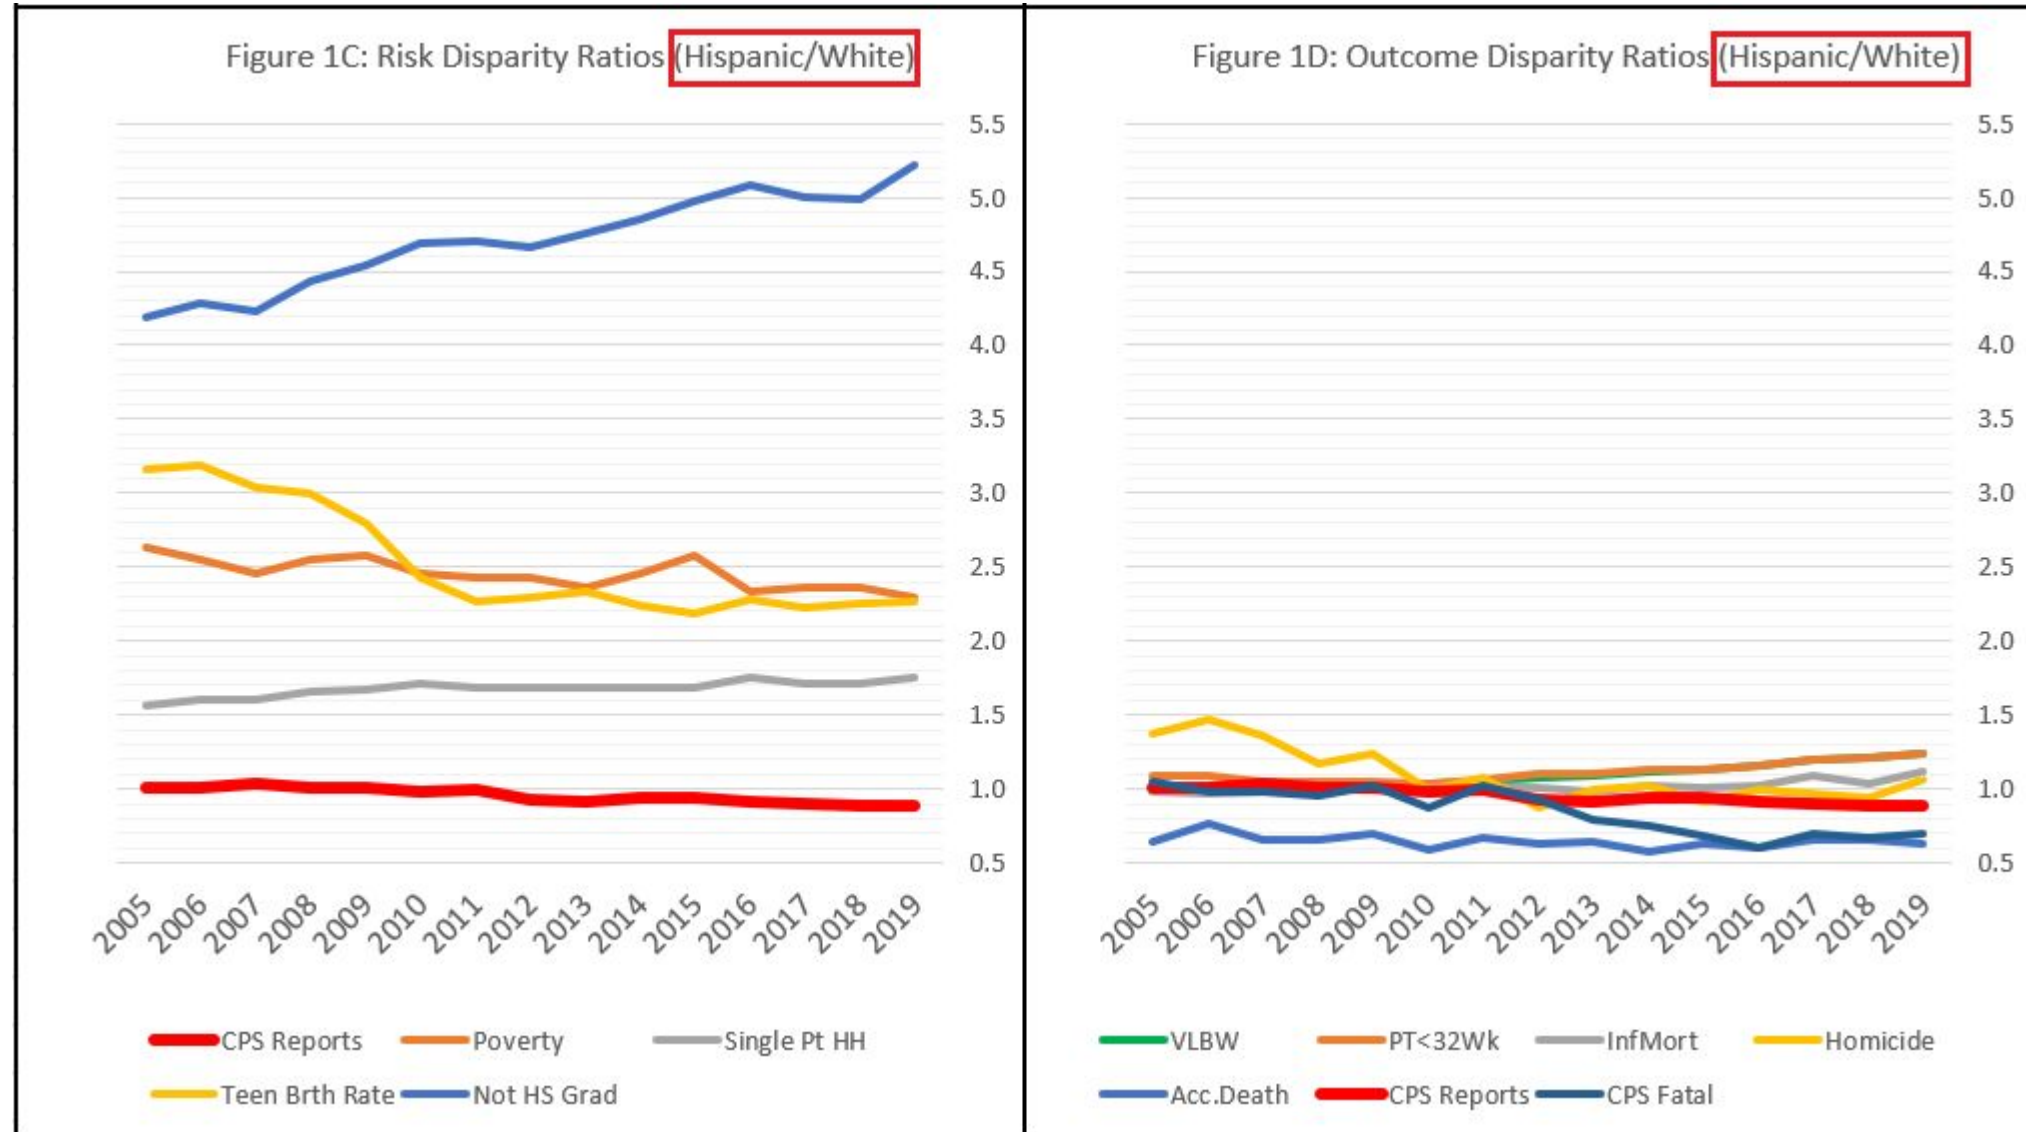 Figure 1C: Risk Disparity Ratios (Hispanic/White)
5.5
5.0
4.5
4.0
3.5
3.0
2.5
2.0
1.5
1.0
0.5
2005 2006 2007 2008 2009 2010 2011 2012 2013 2014 2015 2016 2017 2018 2019
CPS Reports Poverty Single Pt HH
Teen Brth Rate Not HS Grad
Figure 1D: Outcome Disparity Ratios (Hispanic/White)
5.5
5.0
4.5
4.0
3.5
3.0
2.5
2.0
1.5
1.0
0.5
2005 2006 2007 2008 2009 2010 2011 2012 2013 2014 2015 2016 2017 2018 2019
VLBW PT<32Wk InfMort Homicide
Acc.Death CPS Reports CPS Fatal